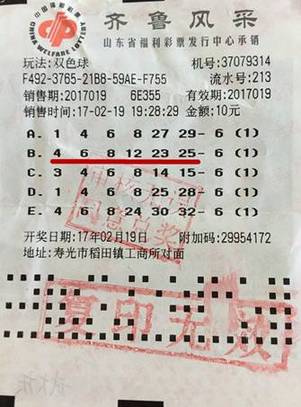 中国福利彩票
CHINA WELFARE LOTTERY
齐鲁风采
山东省福利彩票发行中心承销
玩法:双色球 机号:37079314
F492-3765-21BB-59AE-F755 流水号:213
销售期:2017019 6E355 有效期:2017019
销售时间:17-02-19 19:28:29 金额:10元
A. 1 4 6 8 27 29- 6 (1)
B. 4 6 8 12 23 25- 6 (1)
C. 3 4 6 8 14 15- 6 (1)
D. 1 4 6 8 25 28- 6 (1)
E. 4 6 8 24 30 32- 6 (1)
开奖日期:17年02月19日 附加码:29954172
地址:寿光市稻田镇工商所对面
复印无效